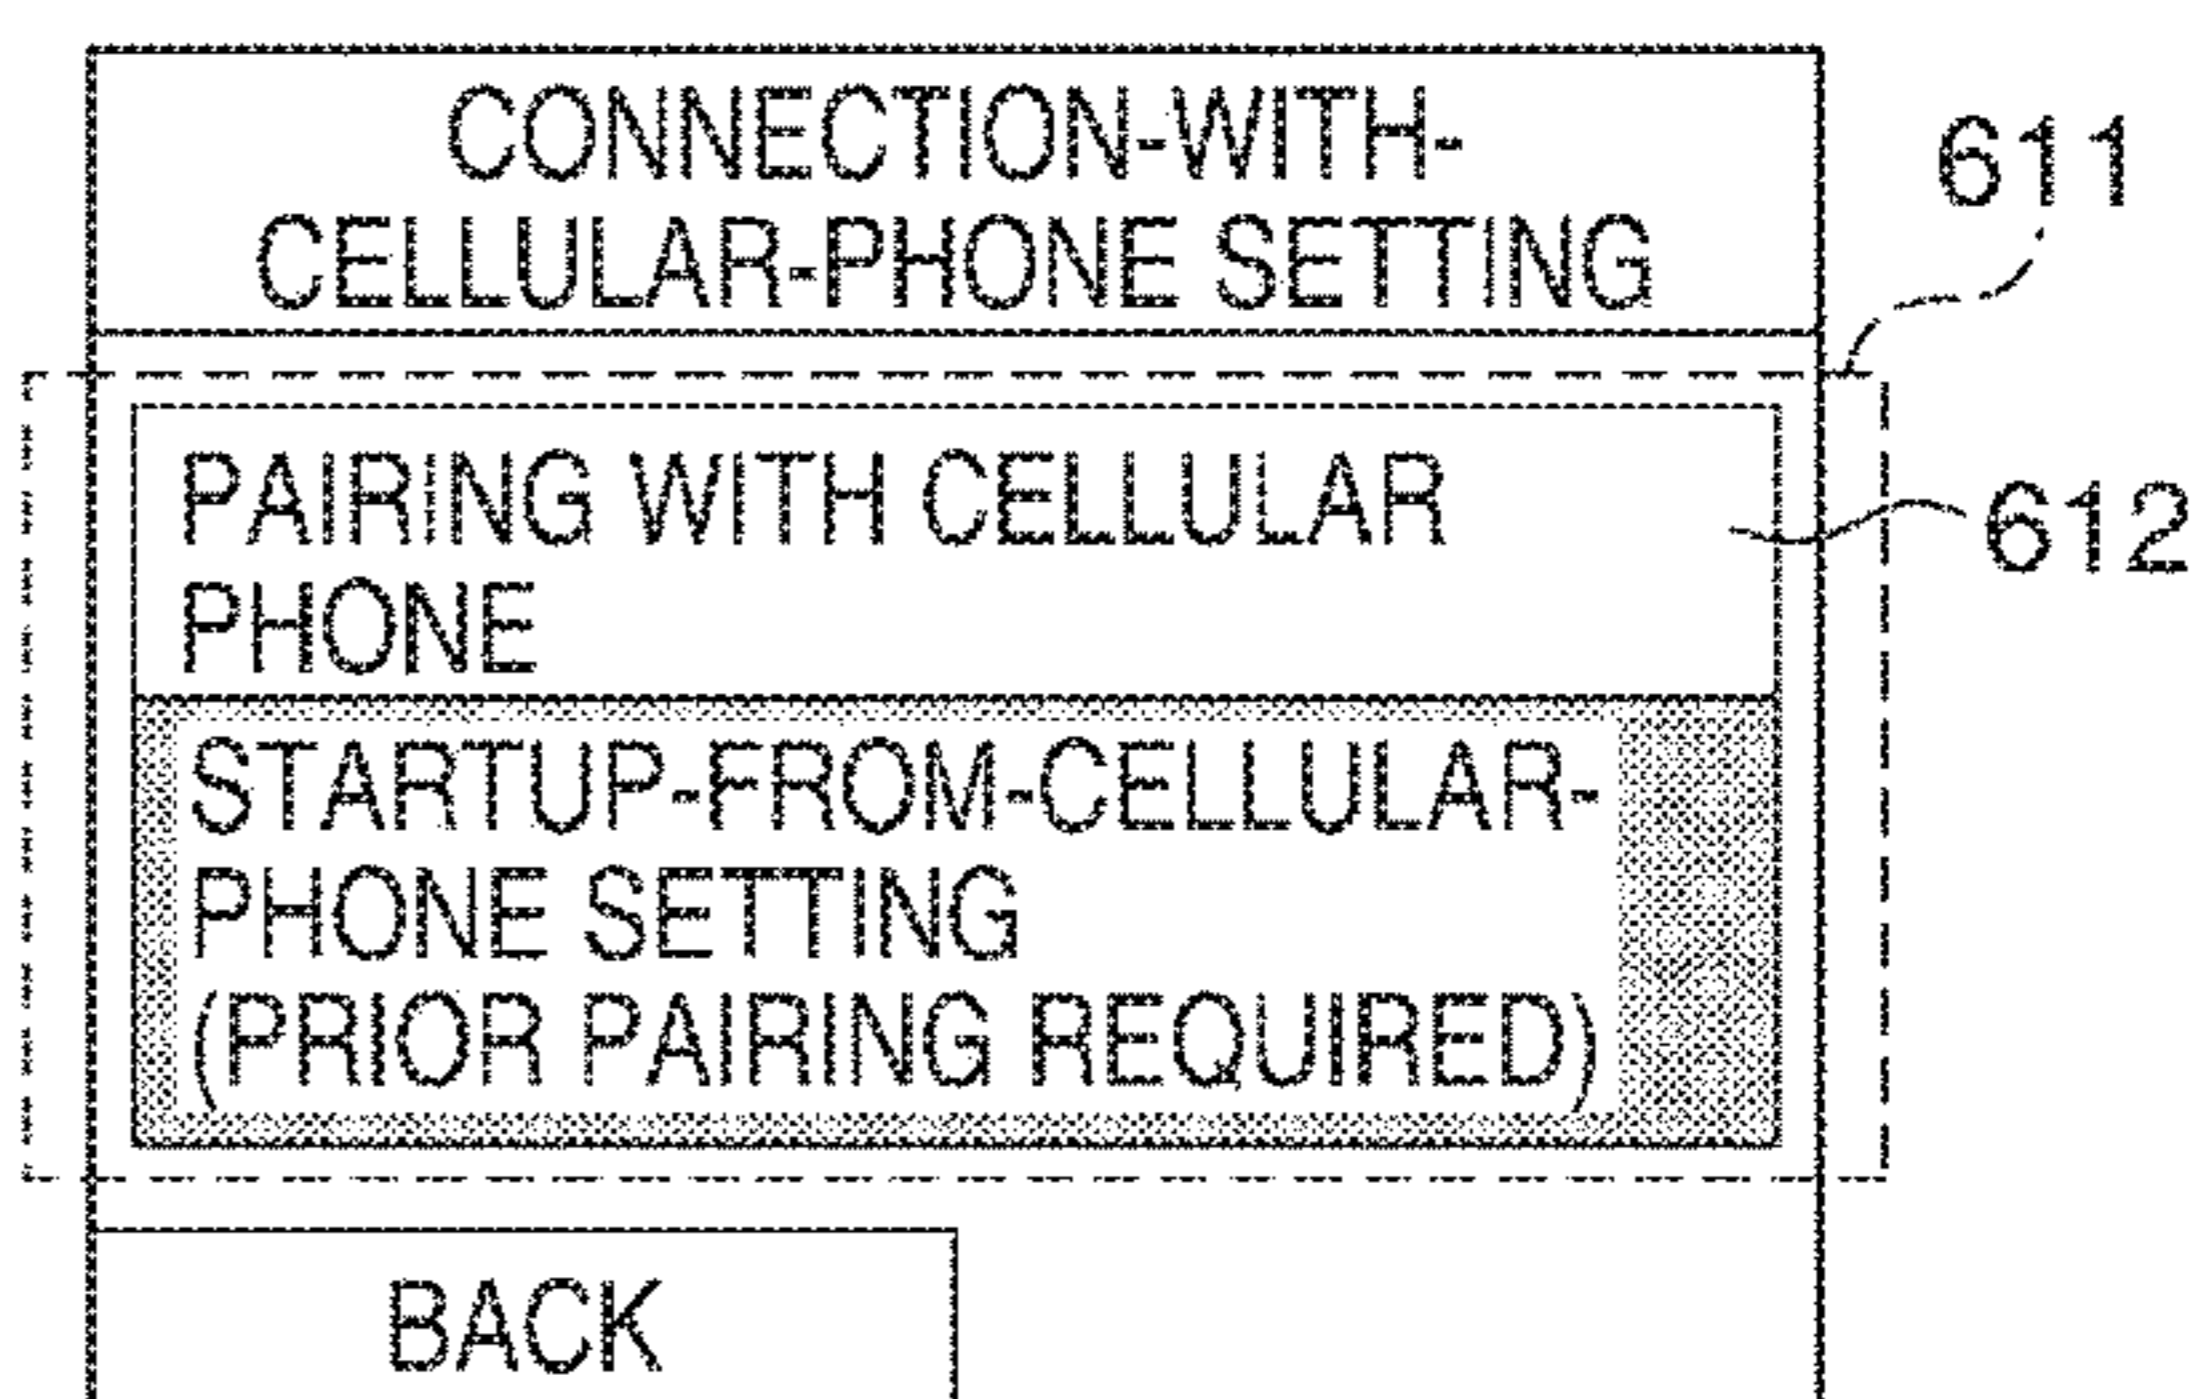 CONNECTION-WITH-
CELLULAR-PHONE SETTING
611
PAIRING WITH CELLULAR
PHONE
612
STARTUP-FROM-CELLULAR-
PHONE SETTING
(PRIOR PAIRING REQUIRED)
BACK